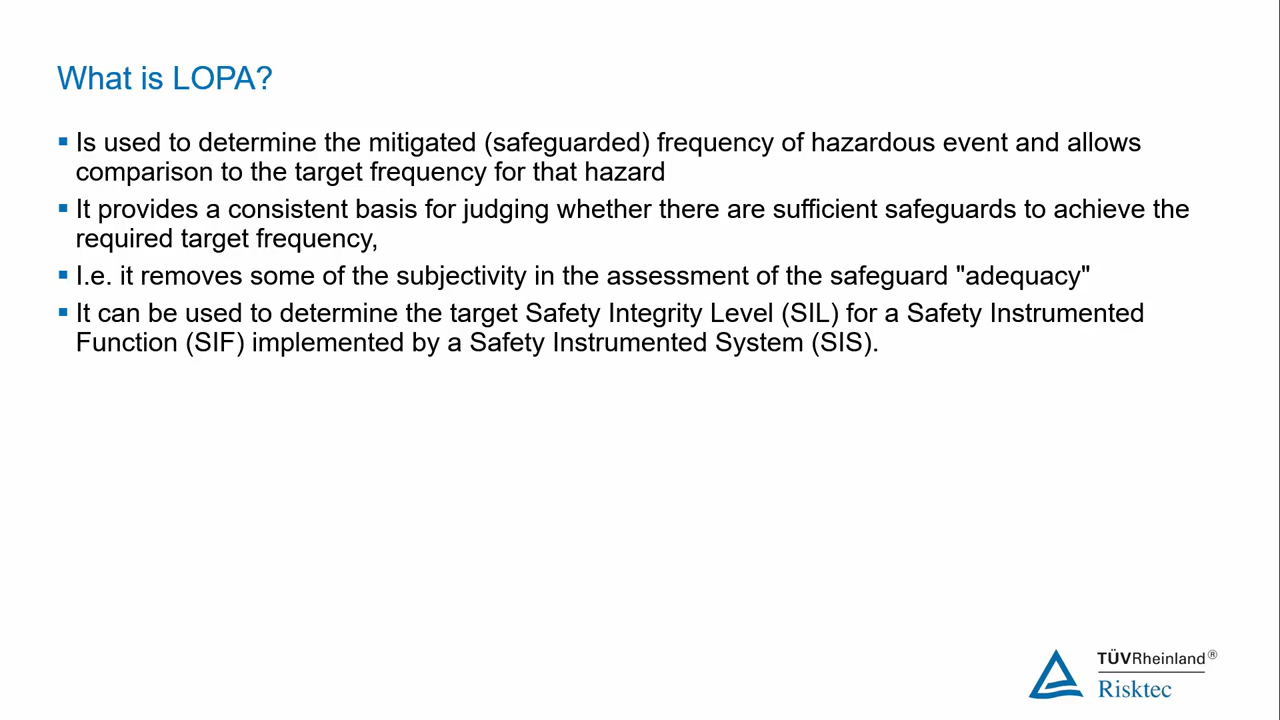 What is LOPA?
Is used to determine the mitigated (safeguarded) frequency of hazardous event and allows
comparison to the target frequency for that hazard
It provides a consistent basis for judging whether there are sufficient safeguards to achieve the
required target frequency,
I.e. it removes some of the subjectivity in the assessment of the safeguard "adequacy"
It can be used to determine the target Safety Integrity Level (SIL) for a Safety Instrumented
Function (SIF) implemented by a Safety Instrumented System (SIS).
TÜVRheinland®
Risktec